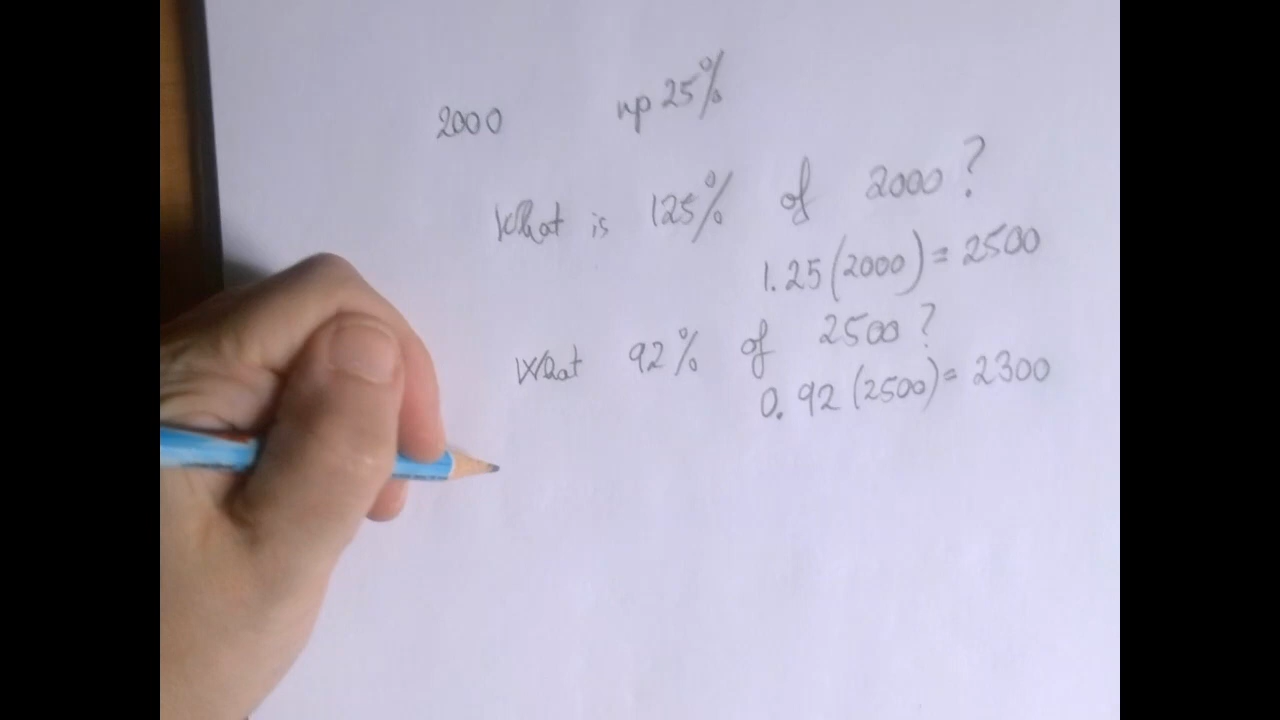 2000 up 25%
What is 125% of 2000?
1.25(2000) = 2500
What 92% of 2500?
0.92(2500) = 2300